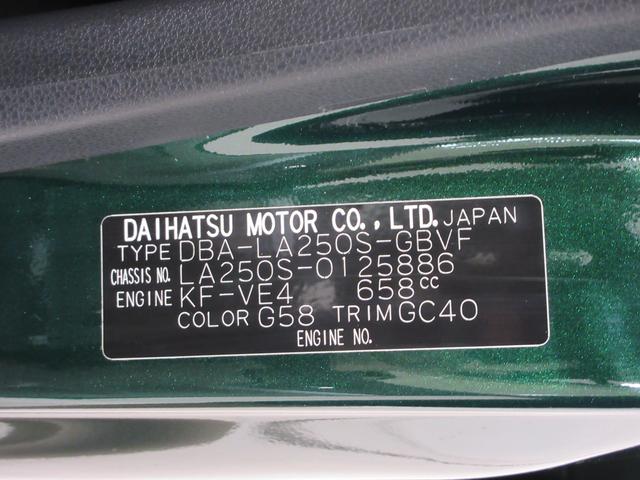 DAIHATSU MOTOR CO., LTD. JAPAN
TYPE DBA-LA250S-GBVF
CHASSIS NO. LA250S-0125886
ENGINE KF-VE4 658cc
COLOR G58 TRIM GC40
ENGINE NO.